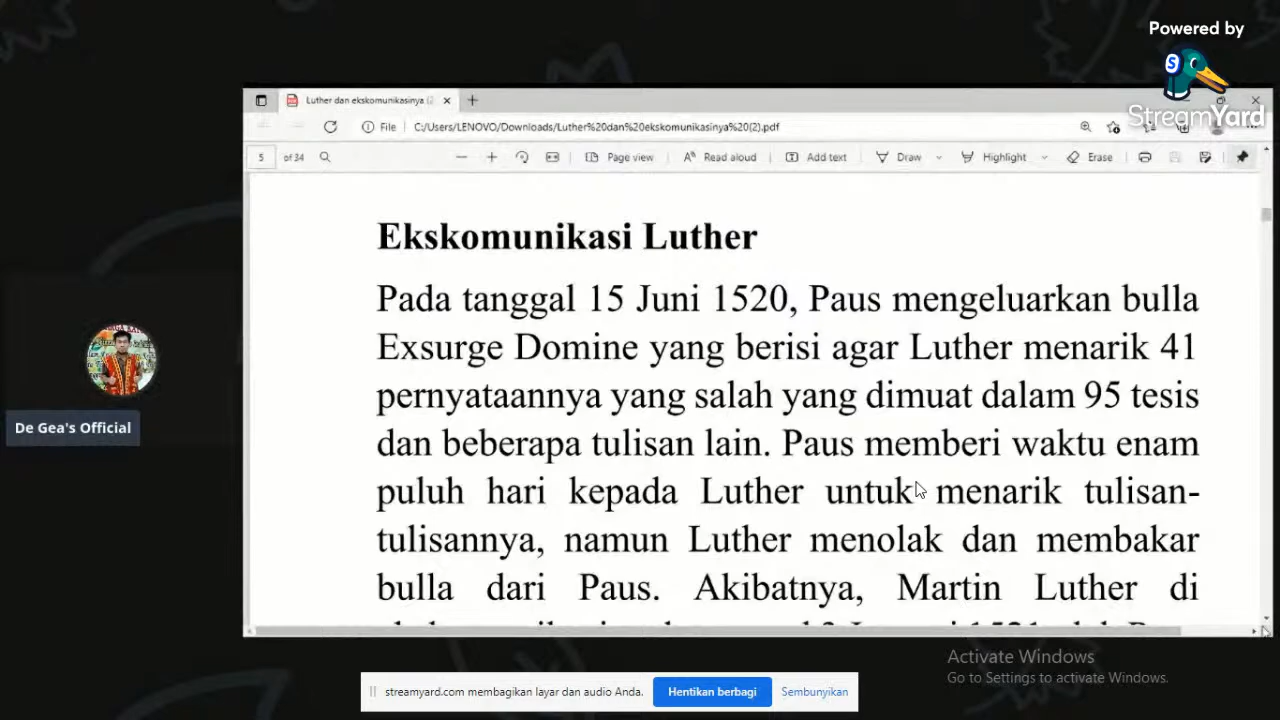 Powered by
StreamYard
Luther dan ekskomunikasinya (2
File C:/Users/LENOVO/Downloads/Luther%20dan%20ekskomunikasinya%20(2).pdf
5 of 34 Page view Read aloud Add text Draw Highlight Erase
Ekskomunikasi Luther
Pada tanggal 15 Juni 1520, Paus mengeluarkan bulla
Exsurge Domine yang berisi agar Luther menarik 41
pernyataannya yang salah yang dimuat dalam 95 tesis
dan beberapa tulisan lain. Paus memberi waktu enam
puluh hari kepada Luther untuk menarik tulisan-
tulisannya, namun Luther menolak dan membakar
bulla dari Paus. Akibatnya, Martin Luther di
De Gea's Official
Activate Windows
Go to Settings to activate Windows.
streamyard.com membagikan layar dan audio Anda. Hentikan berbagi Sembunyikan